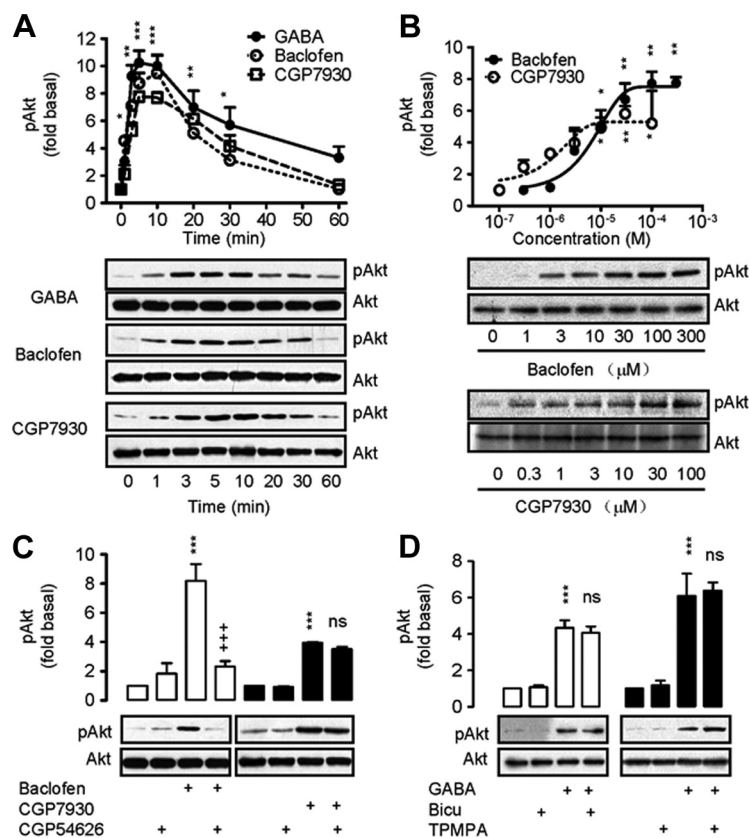 A
pAkt
(fold basal)
12
10
8
6
4
2
0
* ** *** *** ** *
GABA
Baclofen
CGP7930
0 10 20 30 40 50 60
Time (min)
GABA
pAkt
Akt
Baclofen
pAkt
Akt
CGP7930
pAkt
Akt
0 1 3 5 10 20 30 60
Time (min)
B
pAkt
(fold basal)
10
8
6
4
2
0
Baclofen
CGP7930
* ** ** **
* ** *
10-7 10-6 10-5 10-4 10-3
Concentration (M)
pAkt
Akt
0 1 3 10 30 100 300
Baclofen (μM)
pAkt
Akt
0 0.3 1 3 10 30 100
CGP7930 (μM)
C
pAkt
(fold basal)
10
8
6
4
2
0
*** +++ *** ns
pAkt
Akt
Baclofen + +
CGP7930 + +
CGP54626 + + + +
D
pAkt
(fold basal)
8
6
4
2
0
*** ns *** ns
pAkt
Akt
GABA + + + +
Bicu + +
TPMPA + +